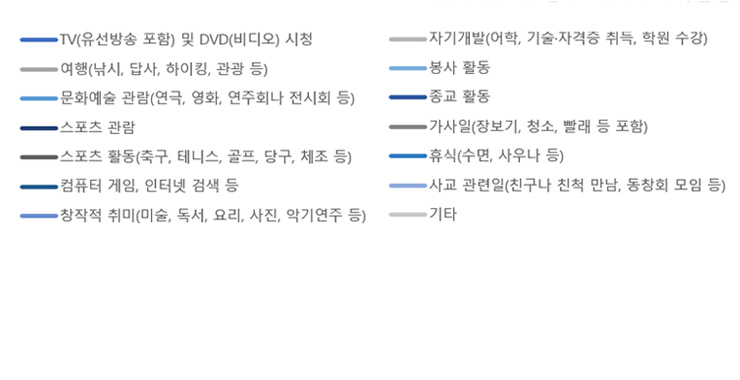 TV(유선방송 포함) 및 DVD(비디오) 시청
여행(낚시, 답사, 하이킹, 관광 등)
문화예술 관람(연극, 영화, 연주회나 전시회 등)
스포츠 관람
스포츠 활동(축구, 테니스, 골프, 당구, 체조 등)
컴퓨터 게임, 인터넷 검색 등
창작적 취미(미술, 독서, 요리, 사진, 악기연주 등)
자기개발(어학, 기술·자격증 취득, 학원 수강)
봉사 활동
종교 활동
가사일(장보기, 청소, 빨래 등 포함)
휴식(수면, 사우나 등)
사교 관련일(친구나 친척 만남, 동창회 모임 등)
기타